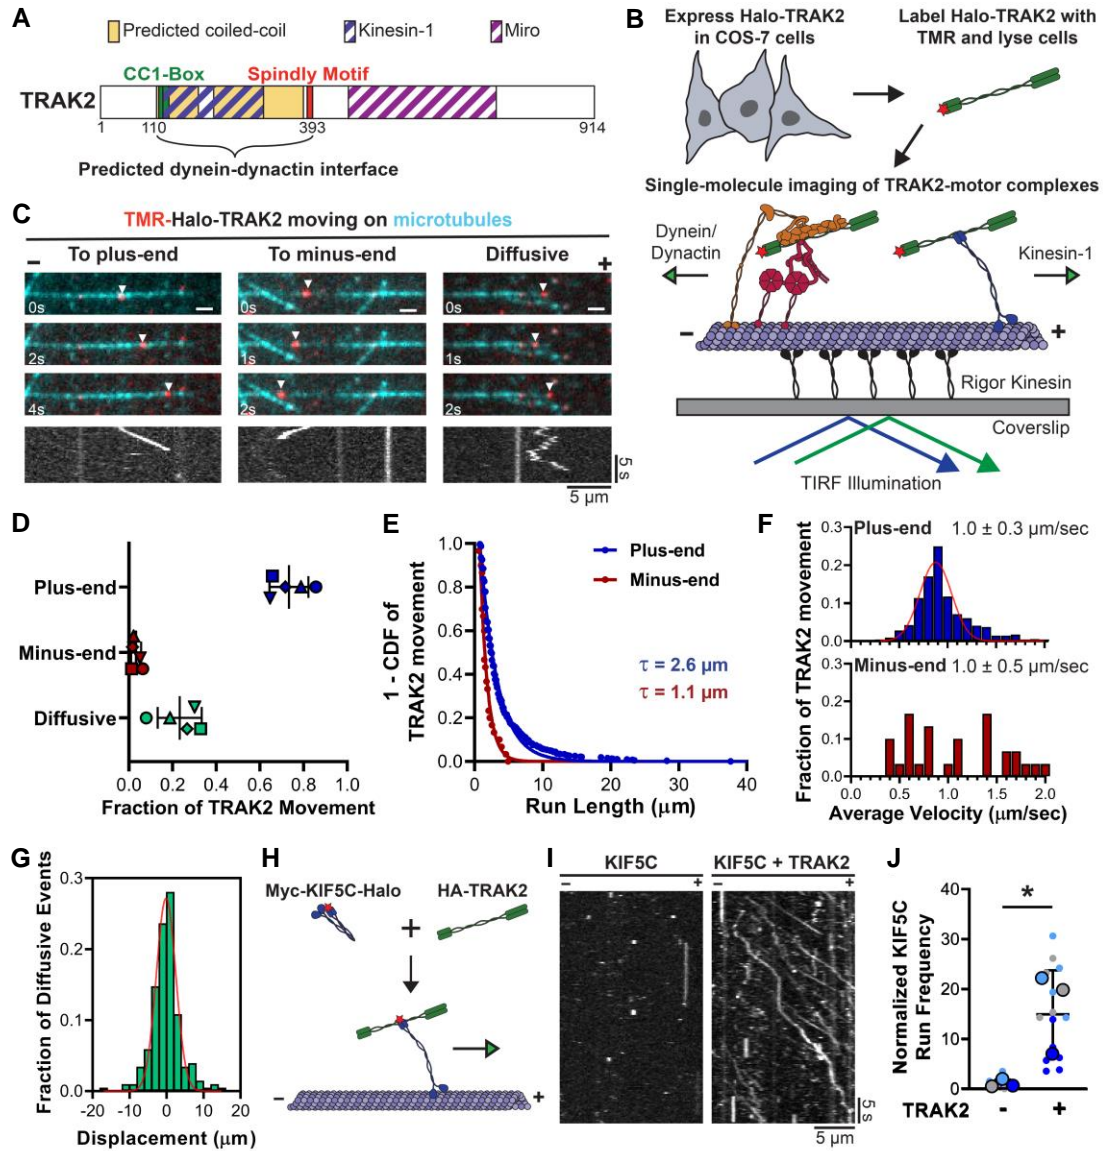 A
Predicted coiled-coil
Kinesin-1
Miro
CC1-Box
Spindly Motif
TRAK2
1
110
393
914
Predicted dynein-dynactin interface
B
Express Halo-TRAK2
in COS-7 cells
Label Halo-TRAK2 with
TMR and lyse cells
Single-molecule imaging of TRAK2-motor complexes
Dynein/
Dynactin
Kinesin-1
–
+
Rigor Kinesin
Coverslip
TIRF Illumination
C
TMR-Halo-TRAK2 moving on microtubules
–
To plus-end
To minus-end
Diffusive
+
0s
0s
0s
2s
1s
1s
4s
2s
2s
5 s
5 µm
D
Plus-end
Minus-end
Diffusive
0.0 0.2 0.4 0.6 0.8 1.0
Fraction of TRAK2 Movement
E
1 - CDF of
TRAK2 movement
1.0
0.8
0.6
0.4
0.2
0.0
Plus-end
Minus-end
τ = 2.6 µm
τ = 1.1 µm
0 10 20 30 40
Run Length (µm)
F
Fraction of TRAK2 movement
0.3
0.2
0.1
0.0
Plus-end 1.0 ± 0.3 µm/sec
0.3
0.2
0.1
0.0
Minus-end 1.0 ± 0.5 µm/sec
0.0 0.5 1.0 1.5 2.0
Average Velocity (µm/sec)
G
Fraction of Diffusive Events
0.3
0.2
0.1
0.0
-20 -10 0 10 20
Displacement (µm)
H
Myc-KIF5C-Halo
HA-TRAK2
+
-
+
I
KIF5C
KIF5C + TRAK2
– +
– +
5 s
5 µm
J
Normalized KIF5C
Run Frequency
40
30
20
10
0
*
TRAK2 - +